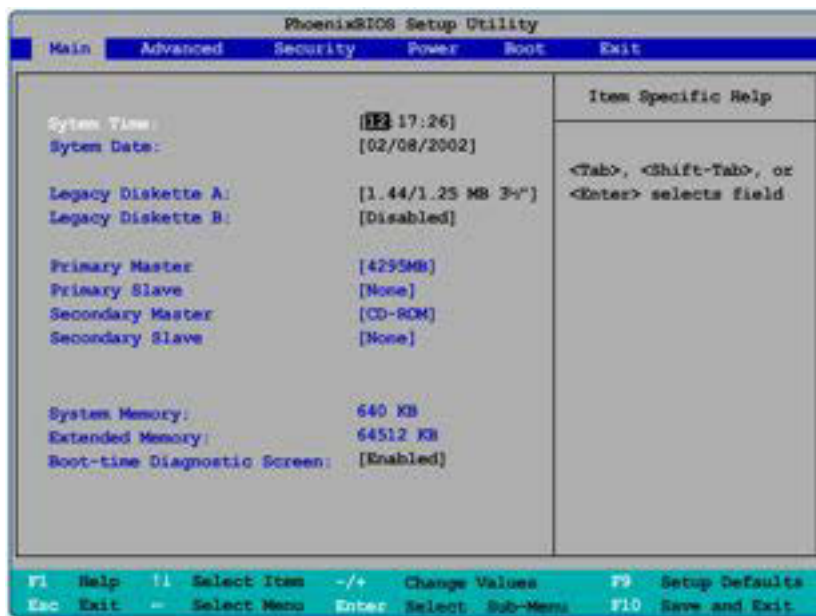 PhoenixBIOS Setup Utility
Main Advanced Security Power Boot Exit
Item Specific Help
Sytem Time: [12:17:26]
Sytem Date: [02/08/2002]
<Tab>, <Shift-Tab>, or
<Enter> selects field
Legacy Diskette A: [1.44/1.25 MB 3½"]
Legacy Diskette B: [Disabled]
Primary Master [4295MB]
Primary Slave [None]
Secondary Master [CD-ROM]
Secondary Slave [None]
System Memory: 640 KB
Extended Memory: 64512 KB
Boot-time Diagnostic Screen: [Enabled]
F1 Help ↑↓ Select Item -/+ Change Values F9 Setup Defaults
Esc Exit ← Select Menu Enter Select Sub-Menu F10 Save and Exit